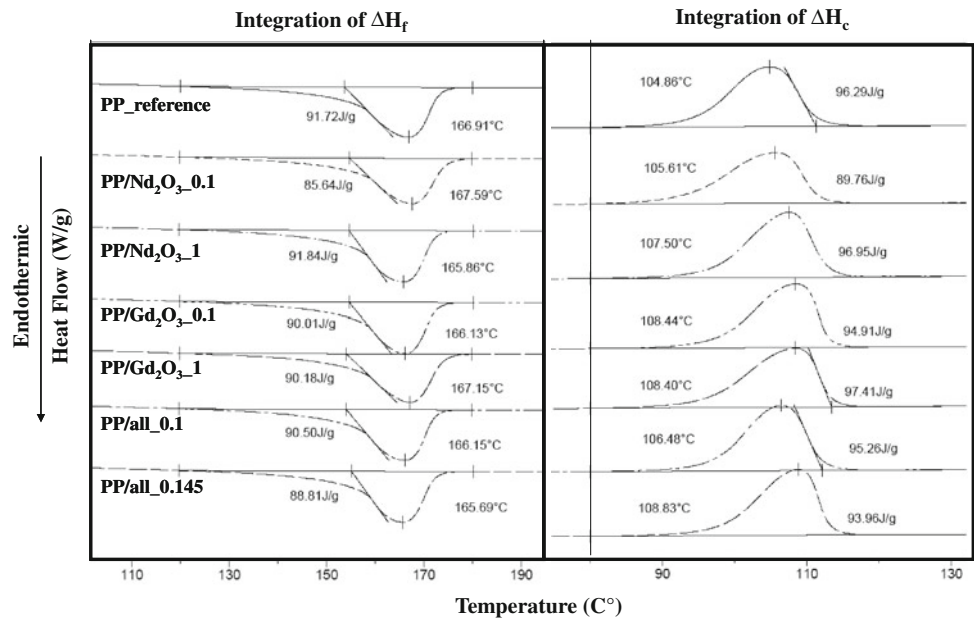 Integration of ΔH_f
Integration of ΔH_c
PP_reference
91.72J/g
166.91°C
104.86°C
96.29J/g
PP/Nd₂O₃_0.1
85.64J/g
167.59°C
105.61°C
89.76J/g
PP/Nd₂O₃_1
91.84J/g
165.86°C
107.50°C
96.95J/g
PP/Gd₂O₃_0.1
90.01J/g
166.13°C
108.44°C
94.91J/g
PP/Gd₂O₃_1
90.18J/g
167.15°C
108.40°C
97.41J/g
PP/all_0.1
90.50J/g
166.15°C
106.48°C
95.26J/g
PP/all_0.145
88.81J/g
165.69°C
108.83°C
93.96J/g
Endothermic
Heat Flow (W/g)
110 130 150 170 190
90 110 130
Temperature (C°)